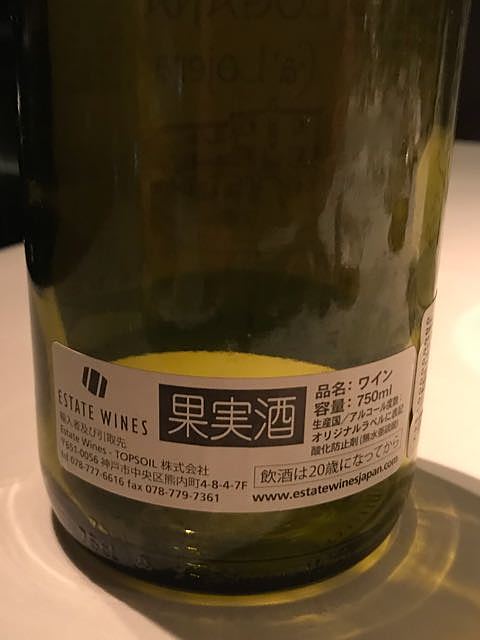 LUGANA
Ca' Lojera
ESTATE WINES
輸入者及び引取先
Estate Wines - TOPSOIL 株式会社
〒651-0056 神戸市中央区熊内町4-8-4-7F
tel 078-777-6616 fax 078-779-7361
果実酒
品名：ワイン
容量：750ml
生産国／アルコール度数：
オリジナルラベルに表記
酸化防止剤(無水亜硫酸)
飲酒は20歳になってから
www.estatewinesjapan.com